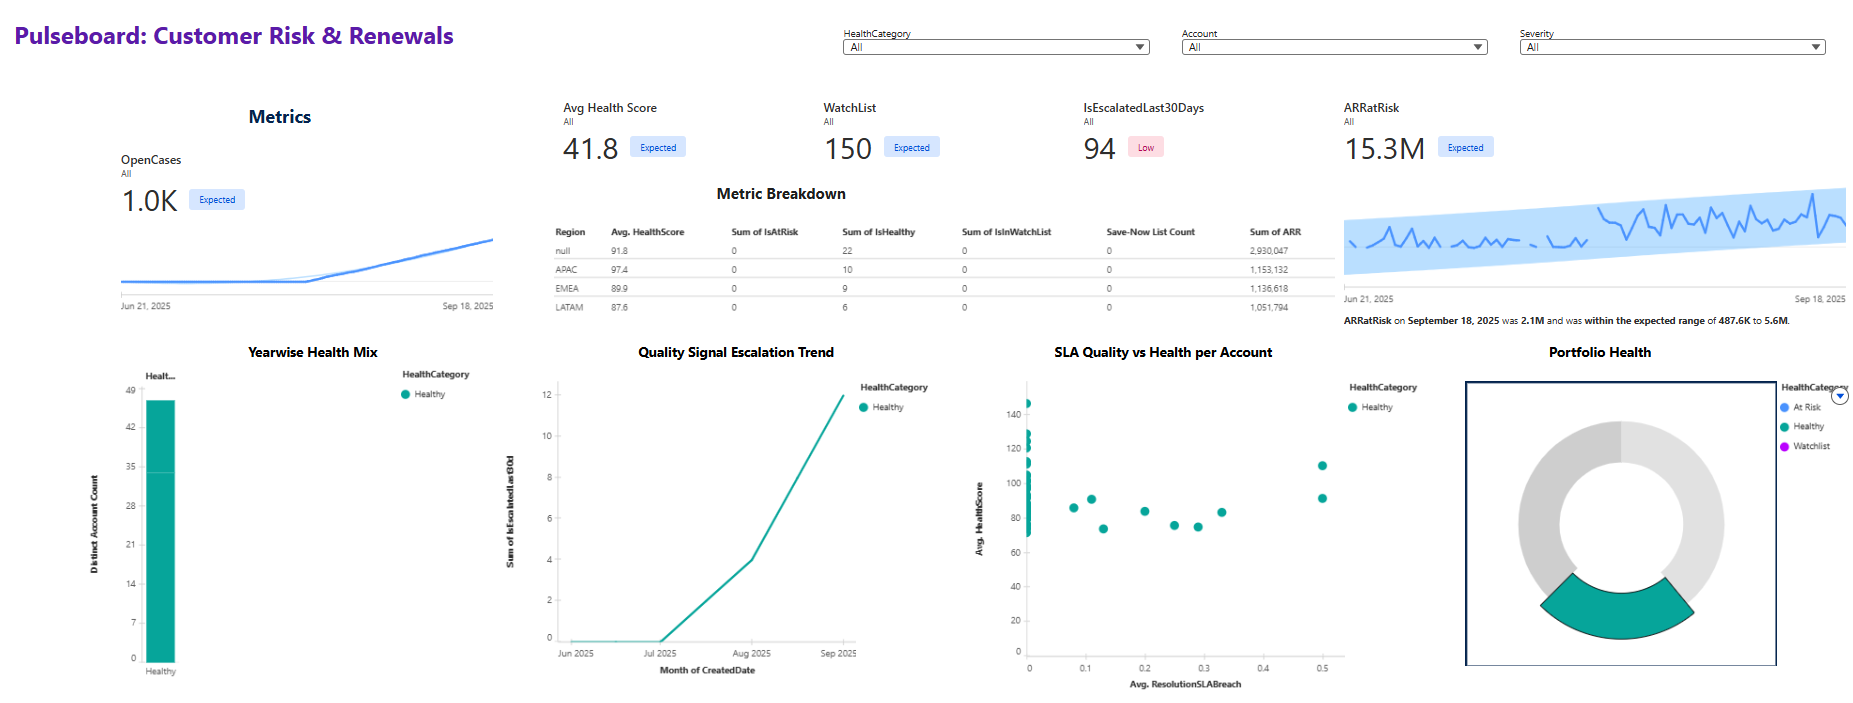 Pulseboard: Customer Risk & Renewals
HealthCategory
All
Account
All
Severity
All
Metrics
OpenCases
All
1.0K Expected
Jun 21, 2025 Sep 18, 2025
Avg Health Score
All
41.8 Expected
WatchList
All
150 Expected
IsEscalatedLast30Days
All
94 Low
ARRatRisk
All
15.3M Expected
Jun 21, 2025 Sep 18, 2025
ARRatRisk on September 18, 2025 was 2.1M and was within the expected range of 487.6K to 5.6M.
Metric Breakdown
Region Avg. HealthScore Sum of IsAtRisk Sum of IsHealthy Sum of IsInWatchList Save-Now List Count Sum of ARR
null 91.8 0 22 0 0 2,930,047
APAC 97.4 0 10 0 0 1,153,132
EMEA 89.9 0 9 0 0 1,136,618
LATAM 87.6 0 6 0 0 1,051,794
Yearwise Health Mix
Healt...
HealthCategory
Healthy
Distinct Account Count
49
42
35
28
21
14
7
0
Healthy
Quality Signal Escalation Trend
HealthCategory
Healthy
Sum of IsEscalatedLast30d
12
10
8
6
4
2
0
Jun 2025 Jul 2025 Aug 2025 Sep 2025
Month of CreatedDate
SLA Quality vs Health per Account
HealthCategory
Healthy
Avg. HealthScore
140
120
100
80
60
40
20
0
0 0.1 0.2 0.3 0.4 0.5
Avg. ResolutionSLABreach
Portfolio Health
HealthCategory
At Risk
Healthy
Watchlist